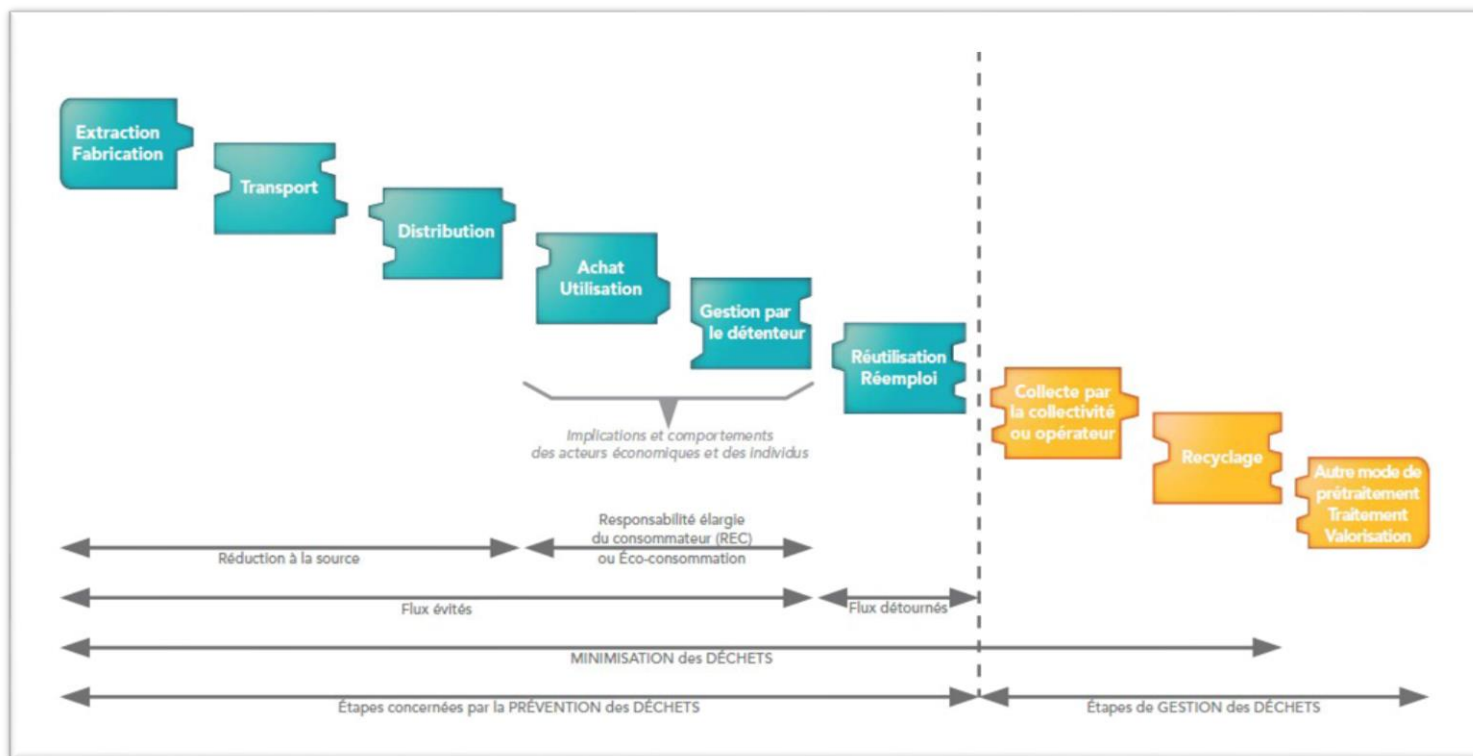 Extraction
Fabrication
Transport
Distribution
Achat
Utilisation
Gestion par
le détenteur
Réutilisation
Réemploi
Collecte par
la collectivité
ou opérateur
Recyclage
Autre mode de
prétraitement
Traitement
Valorisation
Implications et comportements
des acteurs économiques et des individus
Réduction à la source
Responsabilité élargie
du consommateur (REC)
ou Éco-consommation
Flux évités
Flux détournés
MINIMISATION des DÉCHETS
Étapes concernées par la PRÉVENTION des DÉCHETS
Étapes de GESTION des DÉCHETS